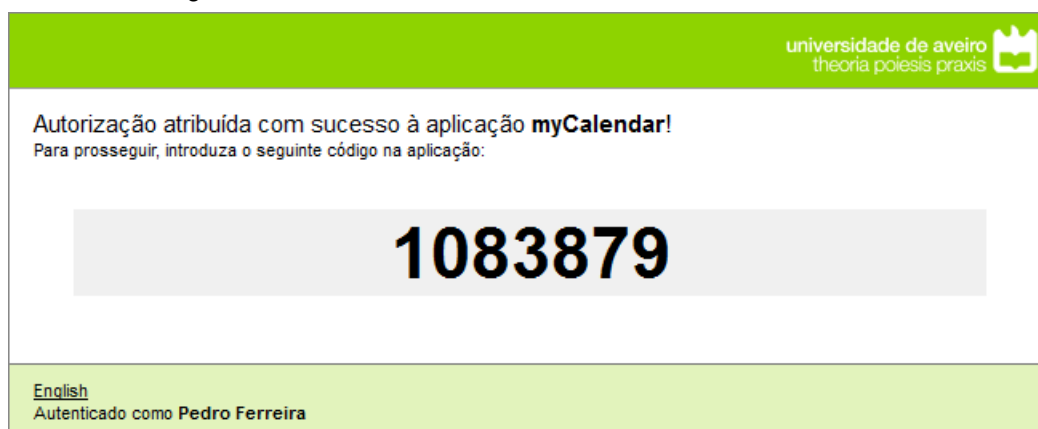 universidade de aveiro
theoria poiesis praxis
Autorização atribuída com sucesso à aplicação myCalendar!
Para prosseguir, introduza o seguinte código na aplicação:
1083879
English
Autenticado como Pedro Ferreira